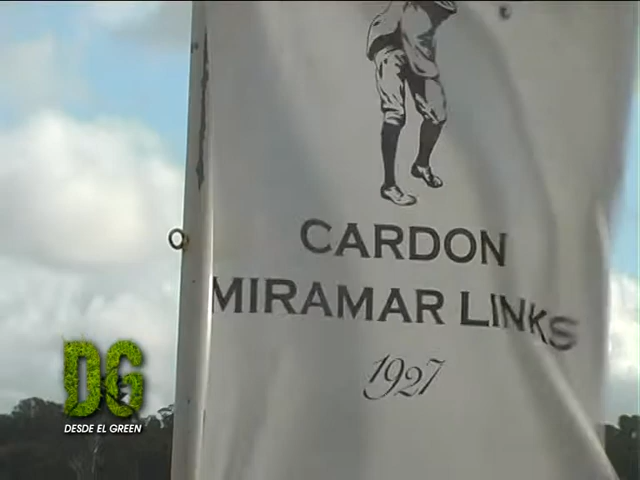 CARDON
MIRAMAR LINKS
1927
DG
DESDE EL GREEN